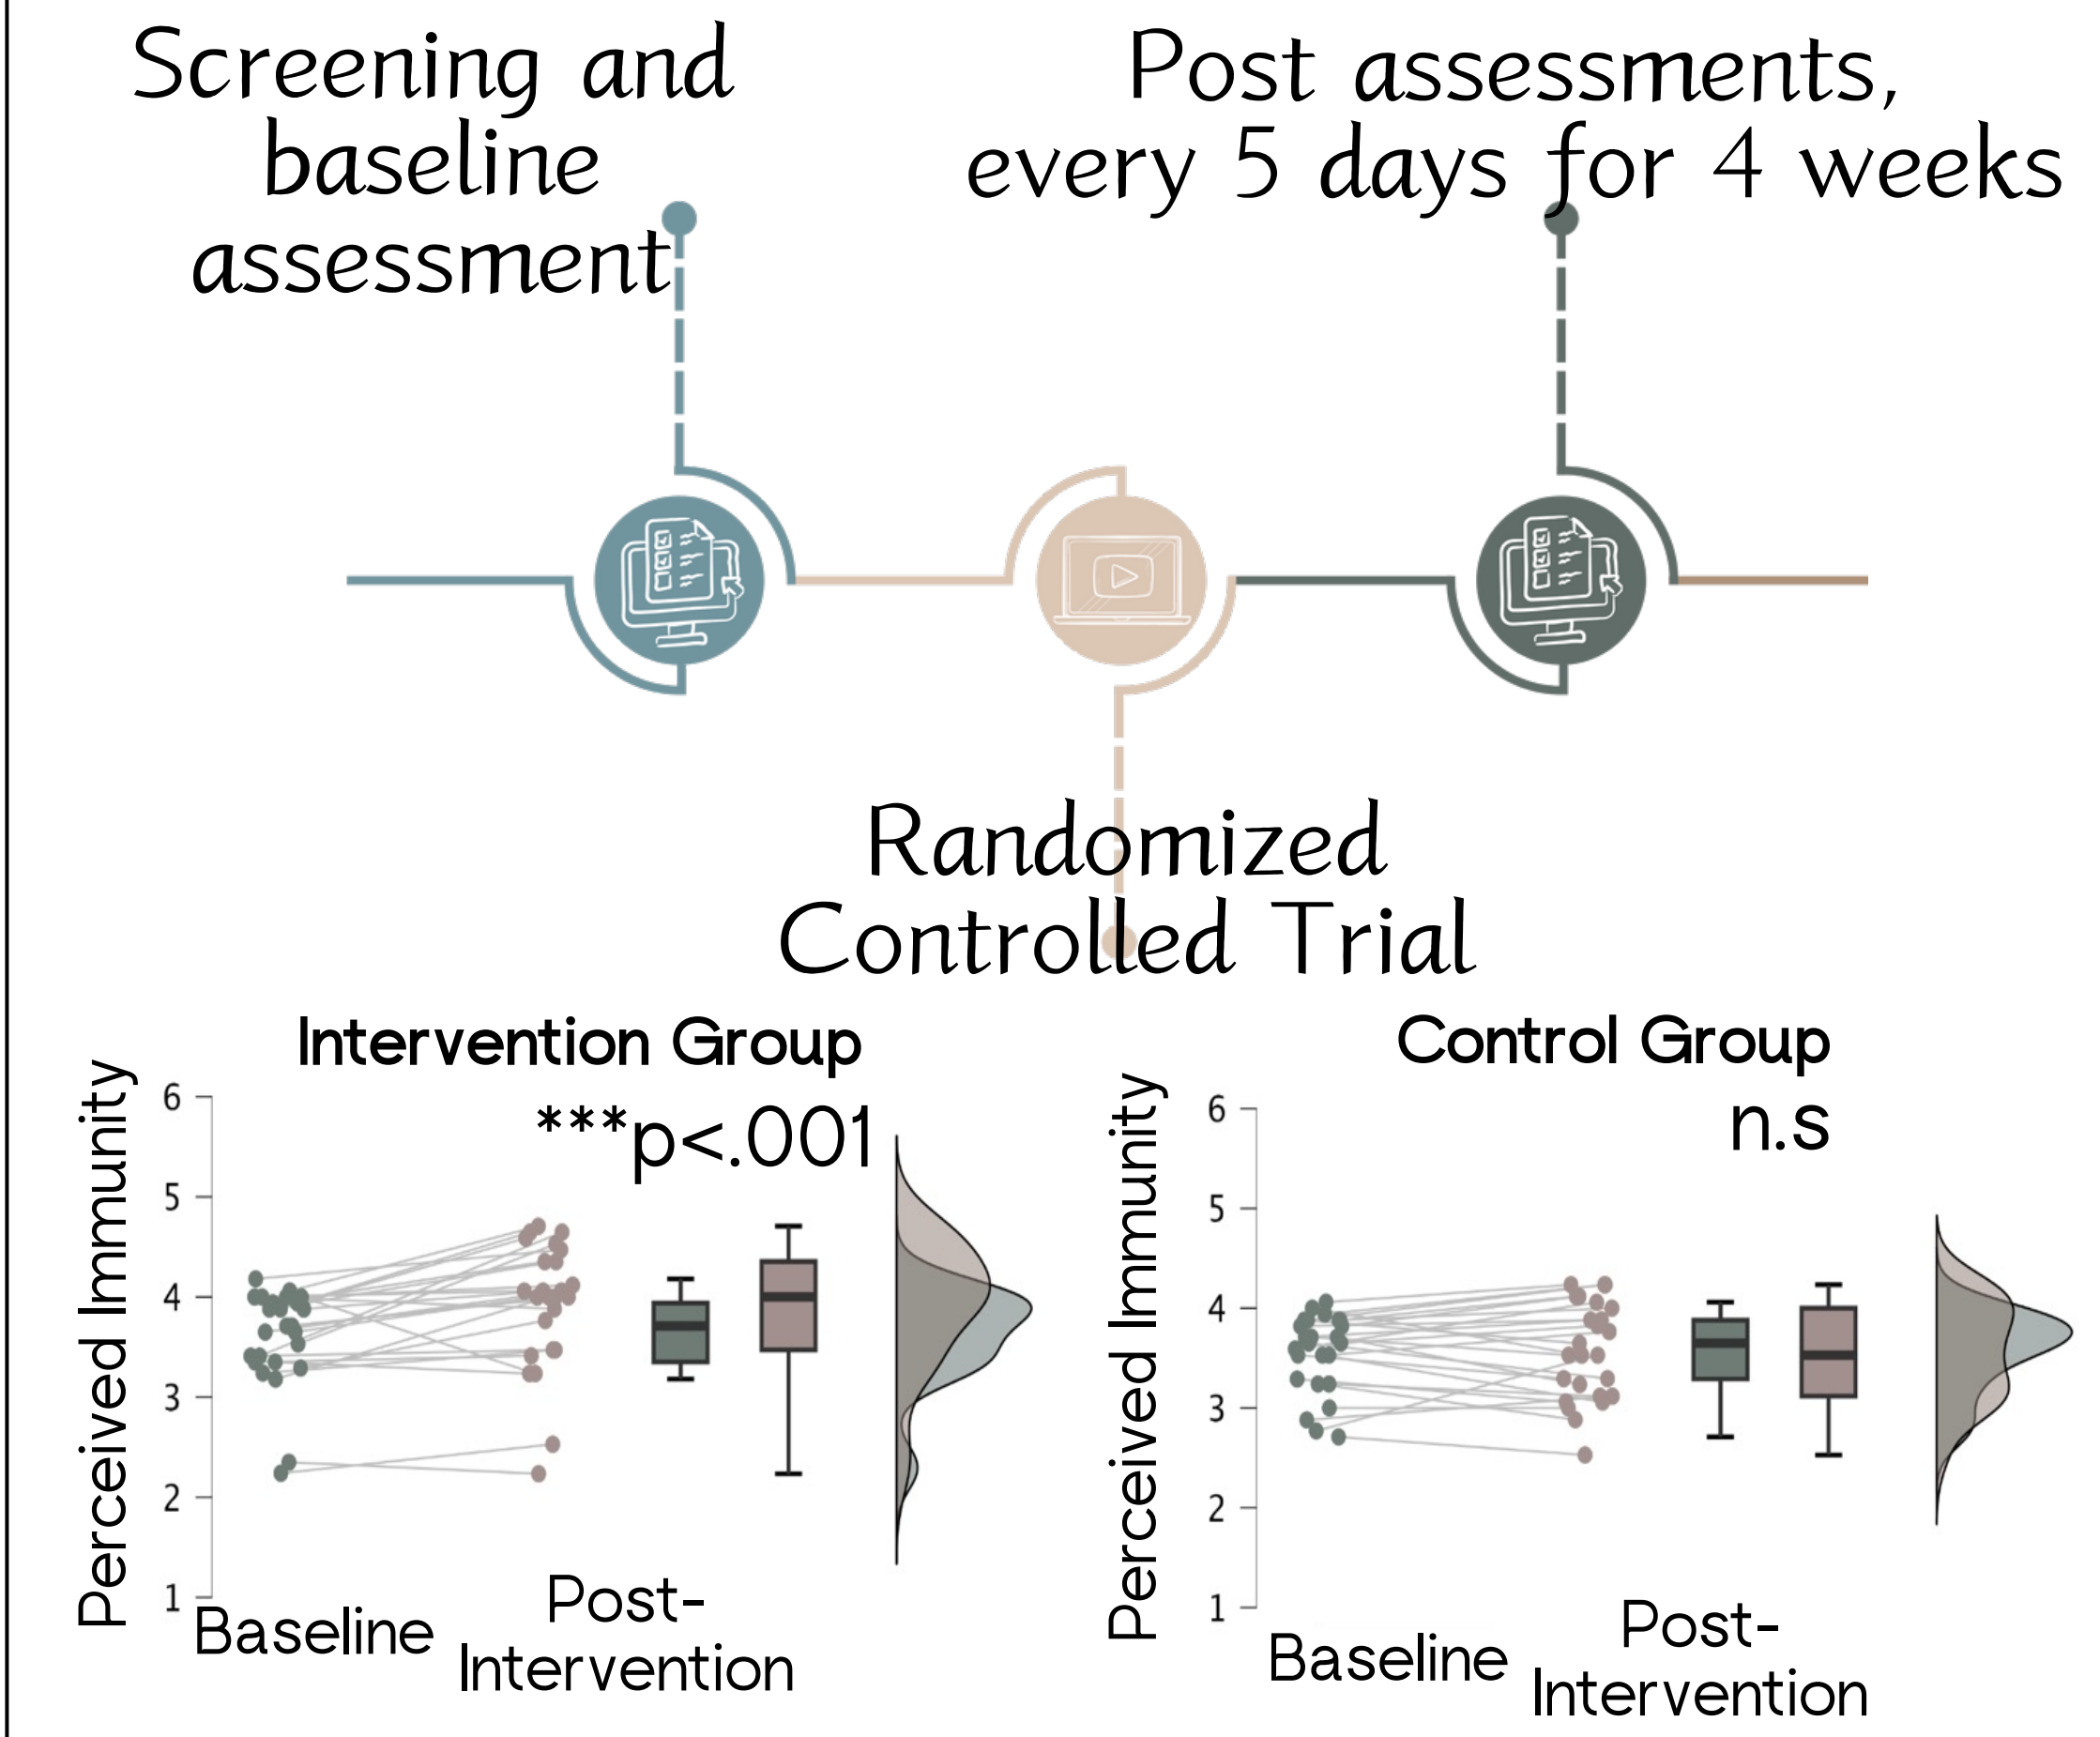 Screening and
baseline
assessment
Post assessments,
every 5 days for 4 weeks
Randomized
Controlled Trial
Intervention Group
***p<.001
Perceived Immunity
6
5
4
3
2
1
Baseline
Post-
Intervention
Control Group
n.s
Perceived Immunity
6
5
4
3
2
1
Baseline
Post-
Intervention